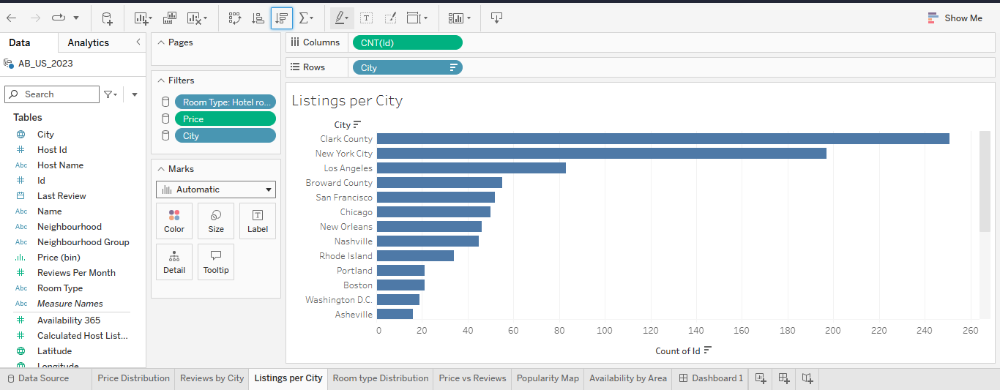 Show Me
Data
Analytics
AB_US_2023
Search
Tables
City
Host Id
Abc Host Name
Id
Last Review
Abc Name
Abc Neighbourhood
Abc Neighbourhood Group
Price (bin)
Reviews Per Month
Abc Room Type
Abc Measure Names
Availability 365
Calculated Host List...
Latitude
Longitude
Pages
Filters
Room Type: Hotel ro...
Price
City
Marks
Automatic
Color
Size
Label
Detail
Tooltip
Columns
CNT(Id)
Rows
City
Listings per City
City
Clark County
New York City
Los Angeles
Broward County
San Francisco
Chicago
New Orleans
Nashville
Rhode Island
Portland
Boston
Washington D.C.
Asheville
0 20 40 60 80 100 120 140 160 180 200 220 240 260
Count of Id
Data Source
Price Distribution
Reviews by City
Listings per City
Room type Distribution
Price vs Reviews
Popularity Map
Availability by Area
Dashboard 1